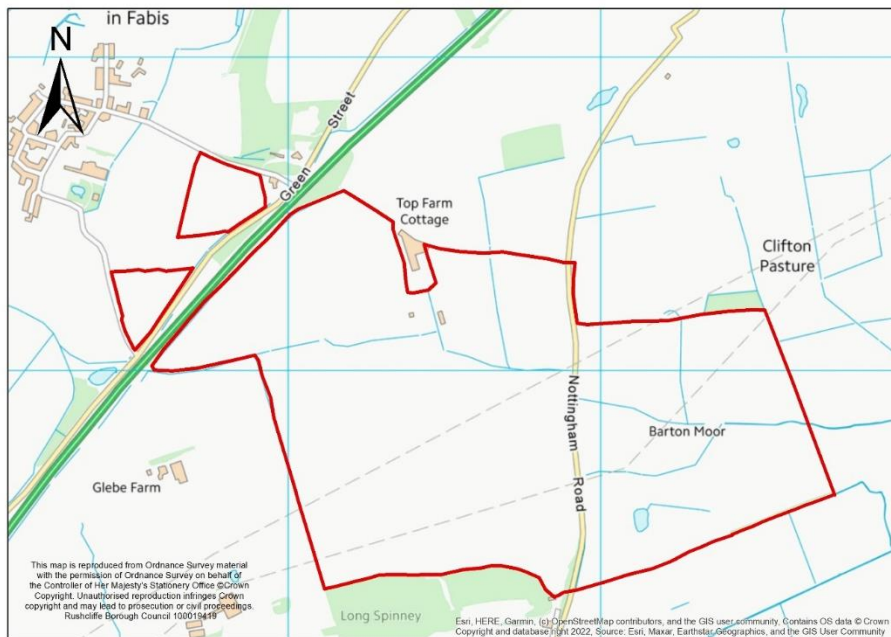 in Fabis
N
Green
Street
Top Farm
Cottage
Clifton
Pasture
Nottingham
Road
Barton Moor
Glebe Farm
Long Spinney
This map is reproduced from Ordnance Survey material
with the permission of Ordnance Survey on behalf of
the Controller of Her Majesty's Stationery Office ©Crown
Copyright. Unauthorised reproduction infringes Crown
copyright and may lead to prosecution or civil proceedings.
Rushcliffe Borough Council 100019419
Esri, HERE, Garmin, (c) OpenStreetMap contributors, and the GIS user community, Contains OS data © Crown
Copyright and database right 2022, Source: Esri, Maxar, Earthstar Geographics, and the GIS User Community